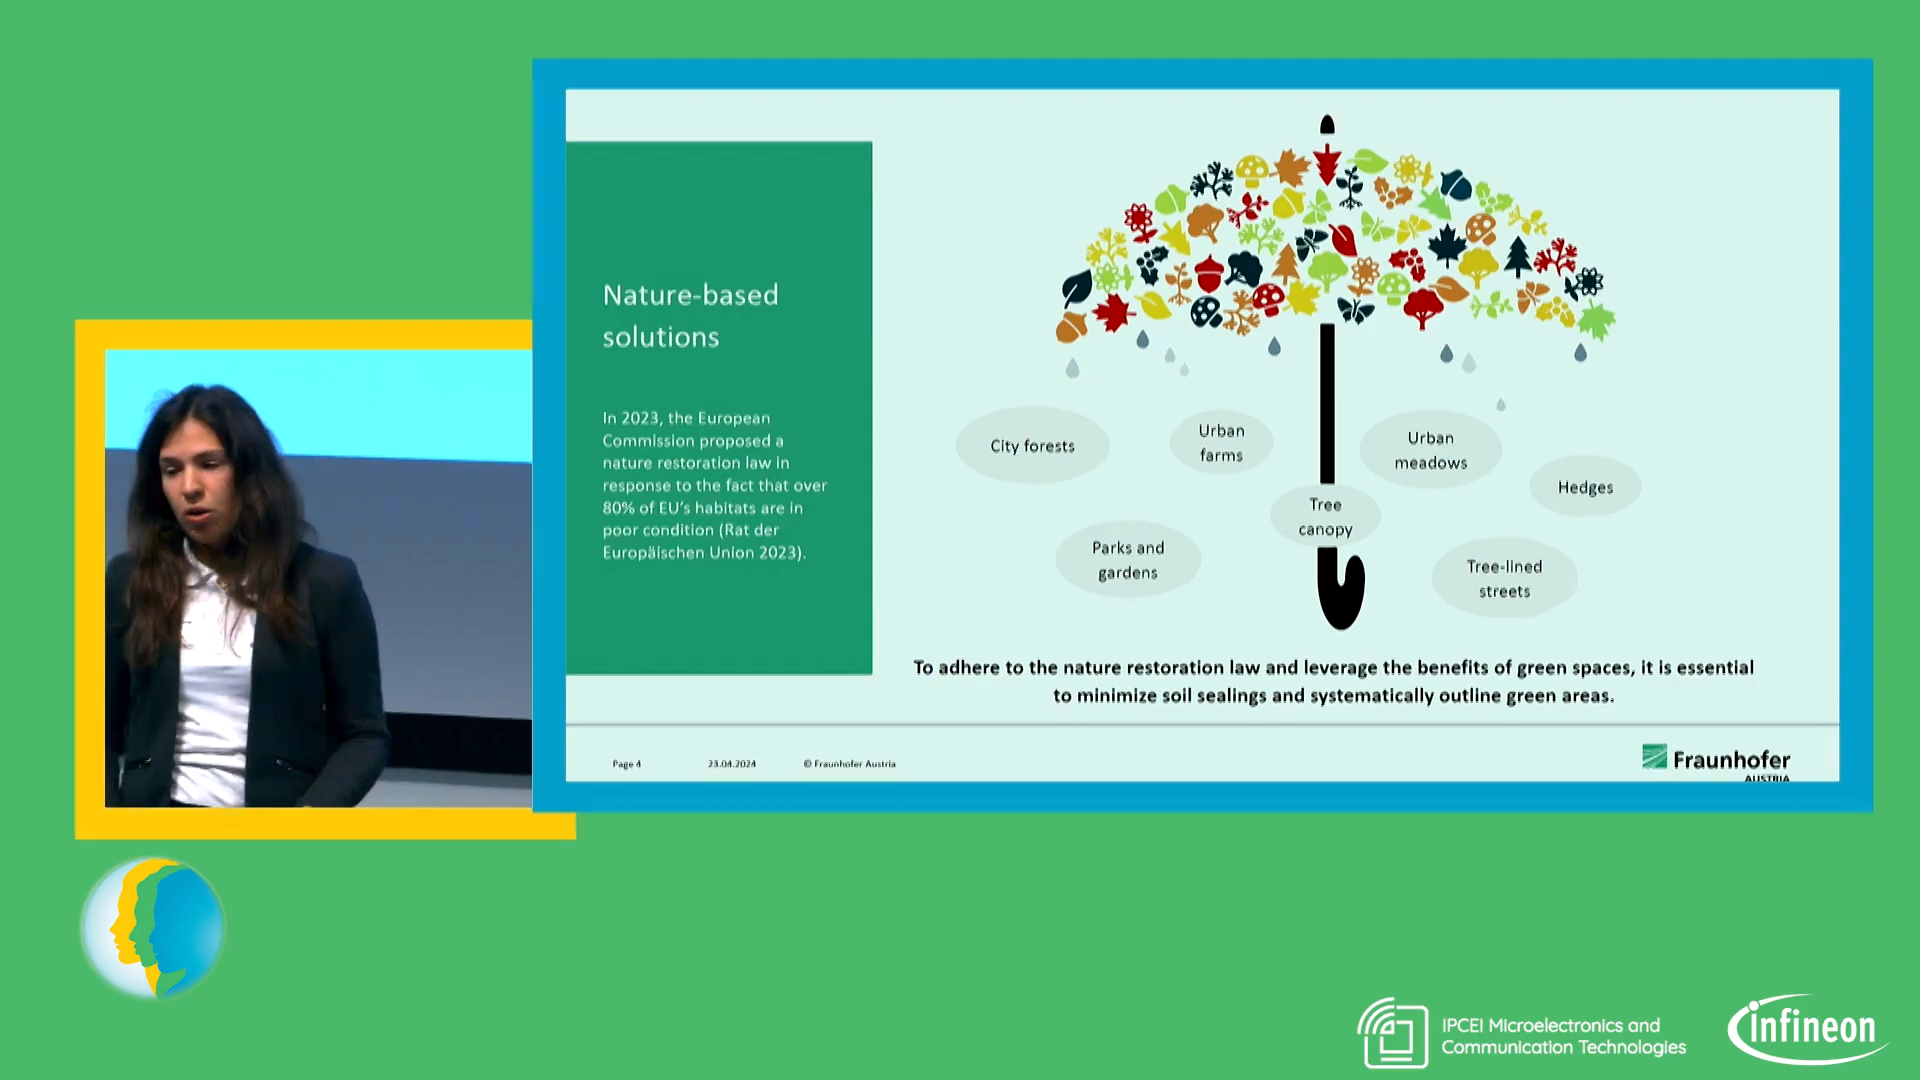 Nature-based
solutions
In 2023, the European
Commission proposed a
nature restoration law in
response to the fact that over
80% of EU's habitats are in
poor condition (Rat der
Europäischen Union 2023).
City forests
Urban
farms
Urban
meadows
Hedges
Tree
canopy
Parks and
gardens
Tree-lined
streets
To adhere to the nature restoration law and leverage the benefits of green spaces, it is essential
to minimize soil sealings and systematically outline green areas.
Page 4 23.04.2024 © Fraunhofer Austria
Fraunhofer
AUSTRIA
IPCEI Microelectronics and
Communication Technologies
infineon